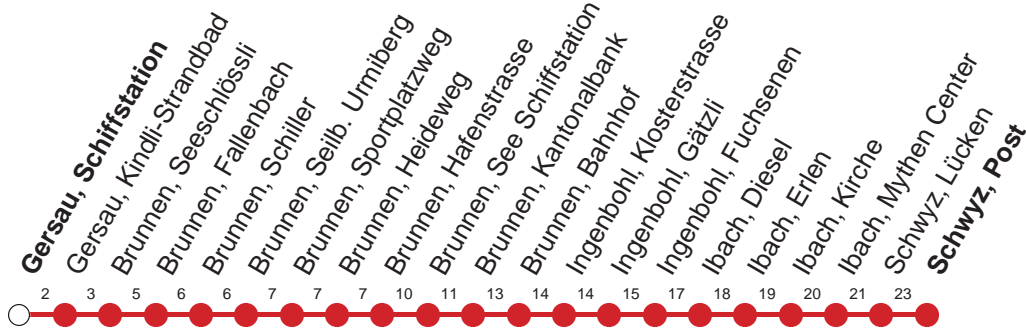 Gersau, Schiffstation
Gersau, Kindli-Strandbad
Brunnen, Seeschlössli
Brunnen, Fallenbach
Brunnen, Schiller
Brunnen, Seilb. Urmiberg
Brunnen, Sportplatzweg
Brunnen, Heideweg
Brunnen, Hafenstrasse
Brunnen, See Schiffstation
Brunnen, Kantonalbank
Brunnen, Bahnhof
Ingenbohl, Klosterstrasse
Ingenbohl, Gätzli
Ingenbohl, Fuchsenen
Ibach, Diesel
Ibach, Erlen
Ibach, Kirche
Ibach, Mythen Center
Schwyz, Lücken
Schwyz, Post
2 3 5 6 6 7 7 7 10 11 13 14 14 15 17 18 19 20 21 23